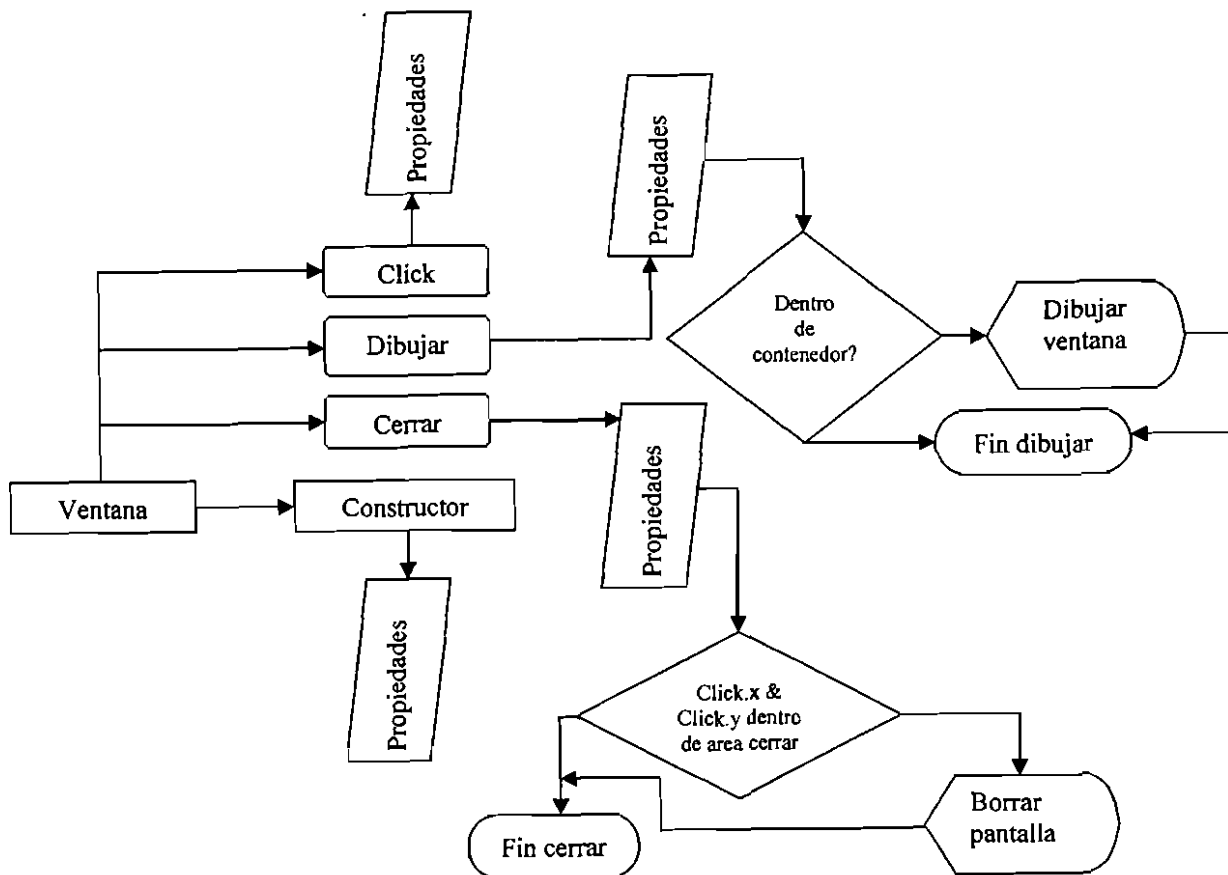 Propiedades
Propiedades
Click
Dentro
de
contenedor?
Dibujar
ventana
Dibujar
Cerrar
Fin dibujar
Propiedades
Ventana
Constructor
Propiedades
Click.x &
Click.y dentro
de area cerrar
Borrar
pantalla
Fin cerrar